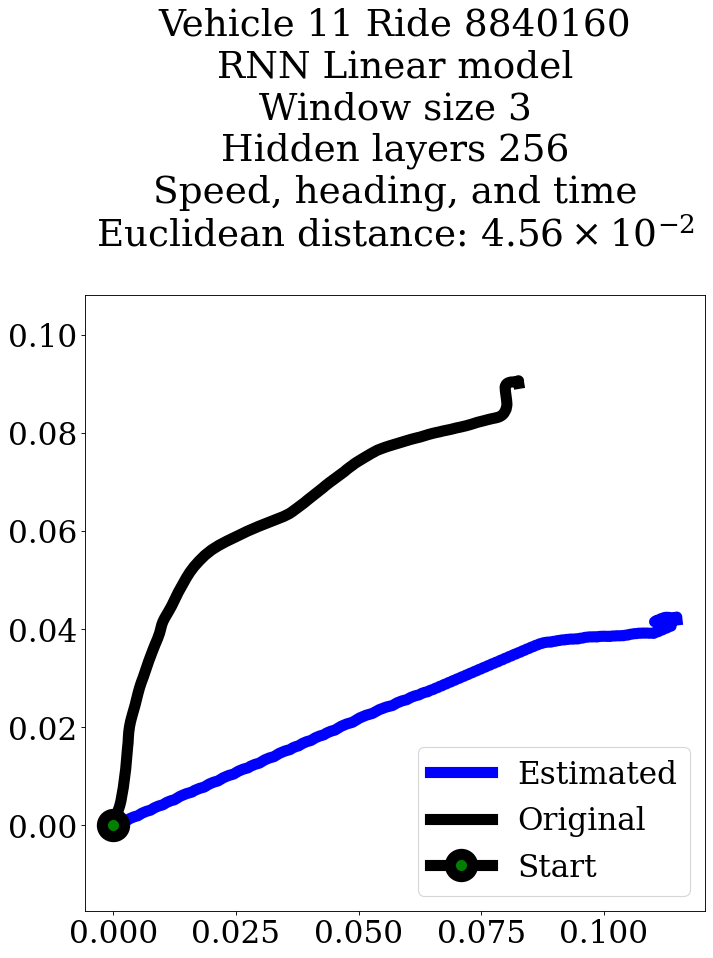 Vehicle 11 Ride 8840160
RNN Linear model
Window size 3
Hidden layers 256
Speed, heading, and time
Euclidean distance: 4.56 × 10⁻²
0.10
0.08
0.06
0.04
0.02
0.00
Estimated
Original
Start
0.000 0.025 0.050 0.075 0.100